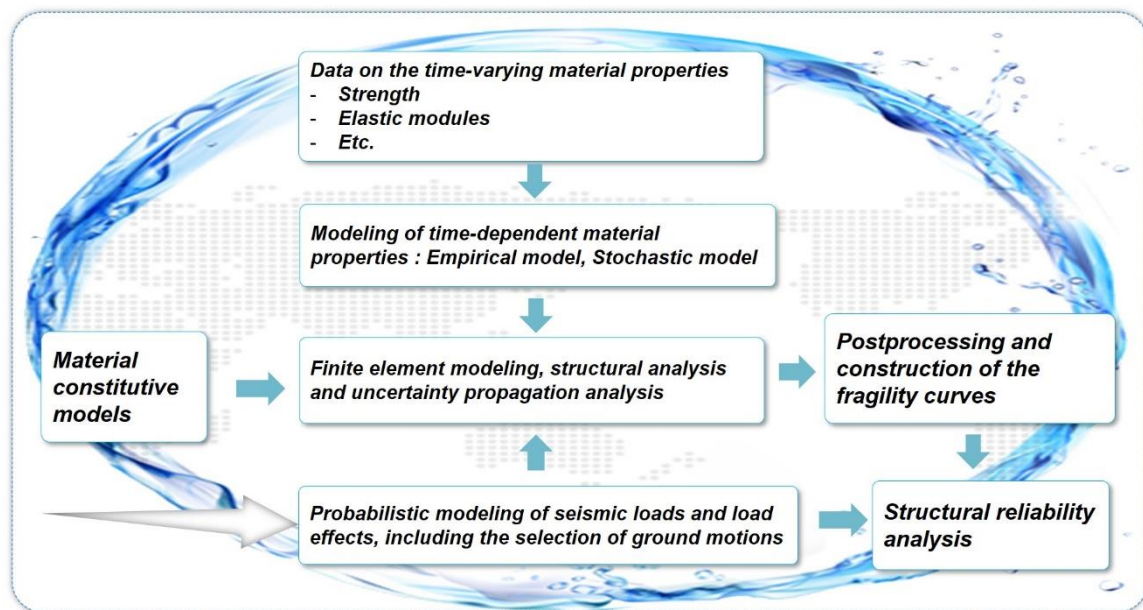 Data on the time-varying material properties
- Strength
- Elastic modules
- Etc.
Modeling of time-dependent material
properties : Empirical model, Stochastic model
Material
constitutive
models
Finite element modeling, structural analysis
and uncertainty propagation analysis
Postprocessing and
construction of the
fragility curves
Probabilistic modeling of seismic loads and load
effects, including the selection of ground motions
Structural reliability
analysis